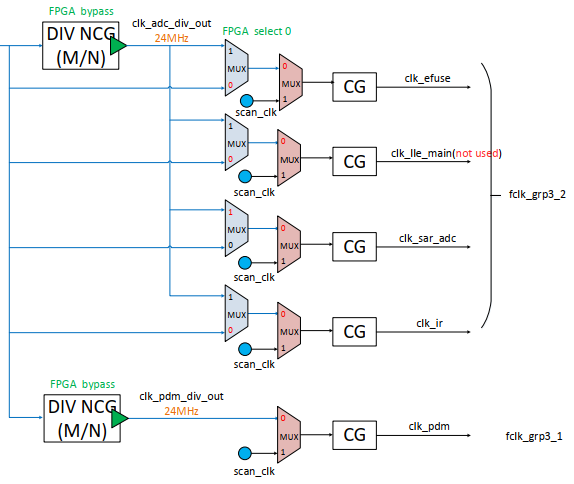 FPGA bypass
DIV NCG
(M/N)
clk_adc_div_out
24MHz
FPGA select 0
1
MUX
0
0
MUX
1
scan_clk
CG
clk_efuse
1
MUX
0
0
MUX
1
scan_clk
CG
clk_lle_main(not used)
fclk_grp3_2
1
MUX
0
0
MUX
1
scan_clk
CG
clk_sar_adc
1
MUX
0
0
MUX
1
scan_clk
CG
clk_ir
FPGA bypass
DIV NCG
(M/N)
clk_pdm_div_out
24MHz
0
MUX
1
scan_clk
CG
clk_pdm
fclk_grp3_1